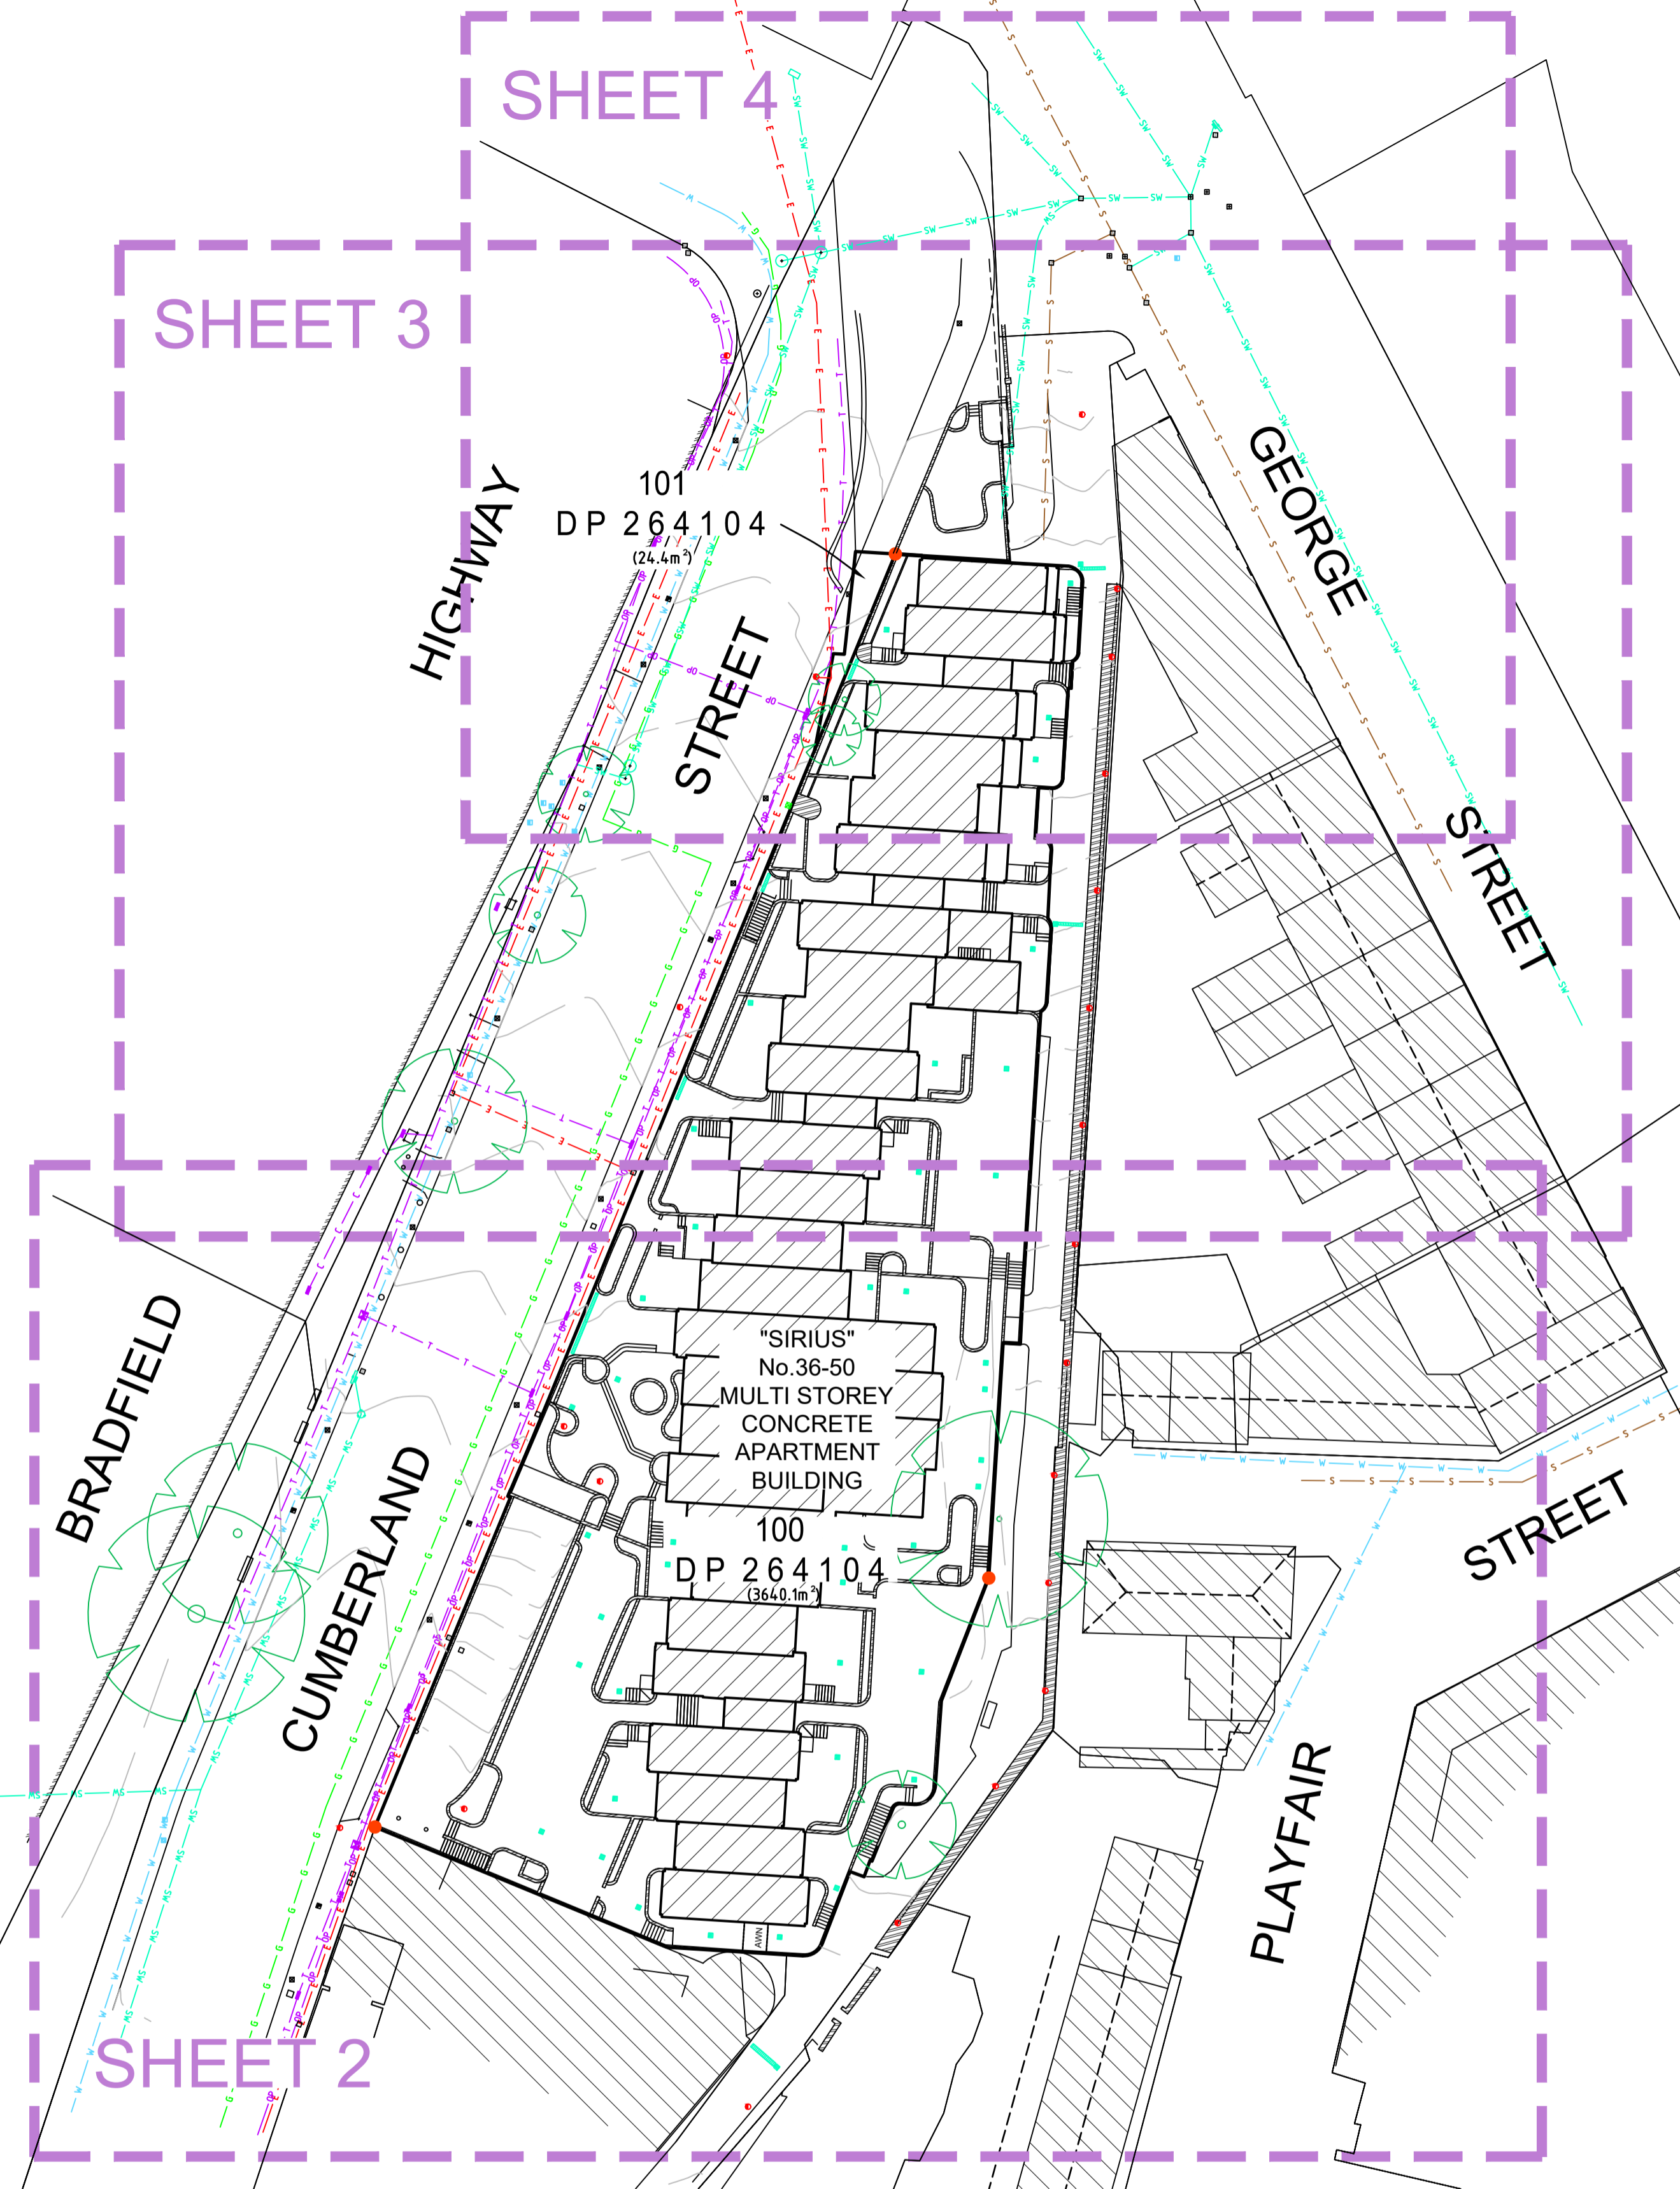 SHEET 4
SHEET 3
101
DP 264104
(24.4m²)
HIGHWAY
STREET
GEORGE
STREET
BRADFIELD
CUMBERLAND
"SIRIUS"
No.36-50
MULTI STOREY
CONCRETE
APARTMENT
BUILDING
100
DP 264104
(3640.1m²)
STREET
PLAYFAIR
AWN
SHEET 2